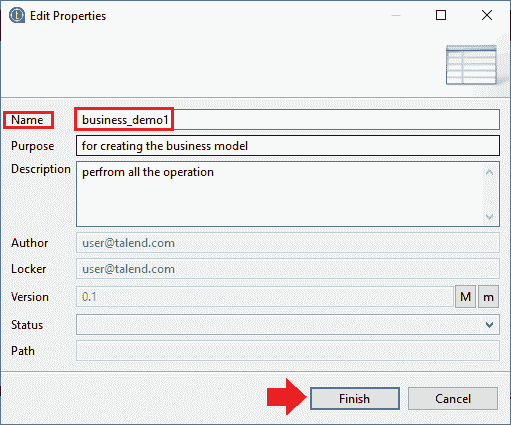 Edit Properties
Name business_demo1
Purpose for creating the business model
Description perfrom all the operation
Author user@talend.com
Locker user@talend.com
Version 0.1 M m
Status
Path
Finish Cancel